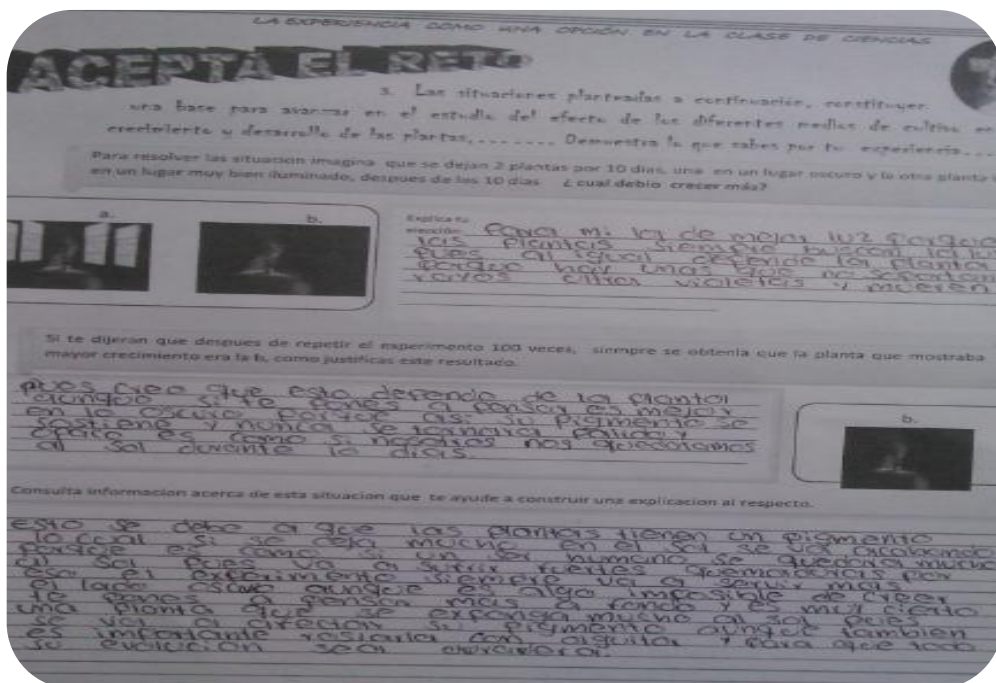 LA EXPERIENCIA COMO UNA OPCIÓN EN LA CLASE DE CIENCIAS
ACEPTA EL RETO
3. Las situaciones planteadas a continuación, constituyen
una base para avanzar en el estudio del efecto de los diferentes medios de cultivo en
crecimiento y desarrollo de las plantas,........ Demuestra lo que sabes por tu experiencia....
Para resolver las situacion imagina que se dejan 2 plantas por 10 dias, una en un lugar oscuro y la otra planta
en un lugar muy bien iluminado, despues de los 10 dias ¿cual debio crecer más?
a.
b.
Explica tu
elección
Para mi la de mejor luz porque
las plantas siempre buscan la luz
pues al igual depende la planta
porque hay unas que no soportan
rayos ultra violetas y mueren
Si te dijeran que despues de repetir el experimento 100 veces, siempre se obtenia que la planta que mostraba
mayor crecimiento era la b, como justificas este resultado.
pues creo que esto depende de la planta
aunque si te pones a pensar es mejor
en lo oscuro porque asi su pigmento se
sostiene y nunca se tornara palida y
es como si nosotros nos quedaramos
al sol durante 10 dias.
b.
Consulta informacion acerca de esta situacion que te ayude a construir una explicacion al respecto.
esto se debe a que las plantas tienen un pigmento
lo cual si se deja mucho en el sol se va acabando
porque es como si un ser humano se quedara mucho
al sol pues va a sufrir fuertes quemaduras por
eso el experimento siempre va a servir mas
el lado oscuro aunque es algo imposible de creer
te pones a pensar mas a fondo y es muy cierto
una planta que se exponga mucho al sol pues
se va a afectar su pigmento aunque tambien
es importante rosiarla con aguita para que toda
su evolucion sea